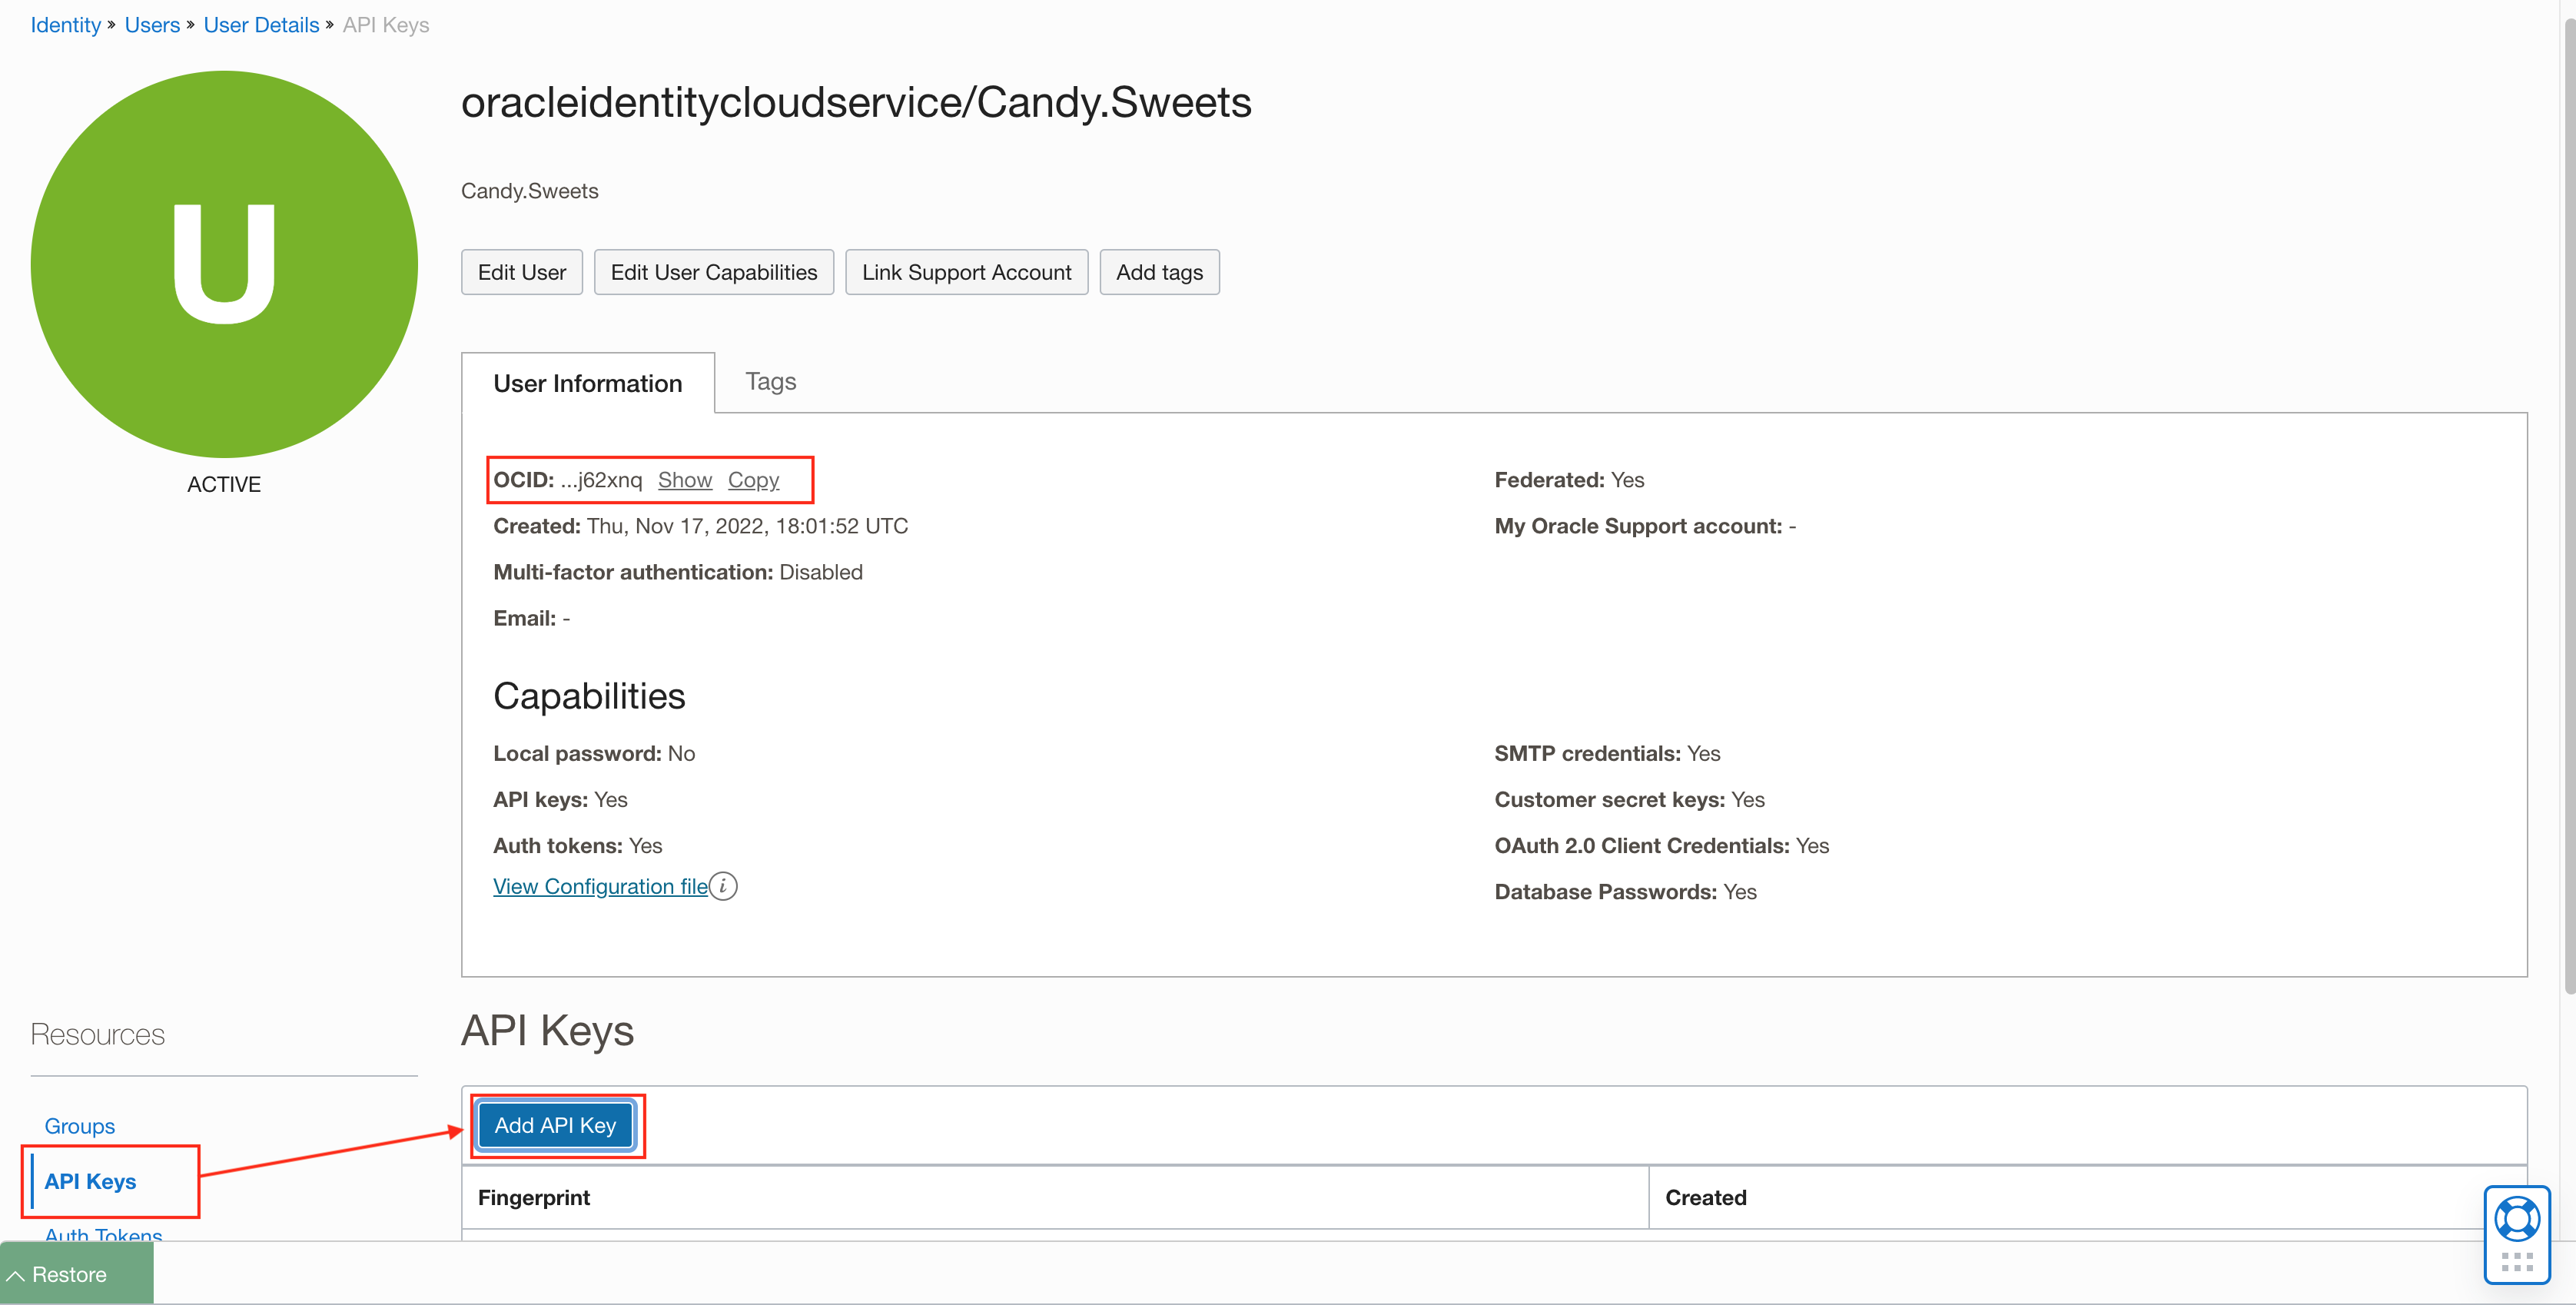 Identity » Users » User Details » API Keys
U
ACTIVE
oracleidentitycloudservice/Candy.Sweets
Candy.Sweets
Edit User Edit User Capabilities Link Support Account Add tags
User Information Tags
OCID: ...j62xnq Show Copy
Created: Thu, Nov 17, 2022, 18:01:52 UTC
Multi-factor authentication: Disabled
Email: -
Federated: Yes
My Oracle Support account: -
Capabilities
Local password: No
API keys: Yes
Auth tokens: Yes
View Configuration file i
SMTP credentials: Yes
Customer secret keys: Yes
OAuth 2.0 Client Credentials: Yes
Database Passwords: Yes
Resources
Groups
API Keys
Auth Tokens
API Keys
Add API Key
Fingerprint Created
Restore